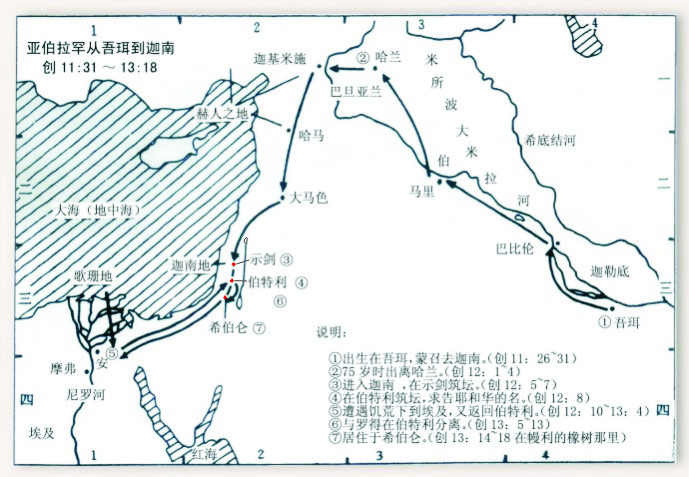 1 2 3 4
亚伯拉罕从吾珥到迦南
创 11:31 ～ 13:18
迦基米施
② 哈兰
巴旦亚兰
米所波大米
一
赫人之地
哈马
希底结河
伯拉河
二
二
马里
大马色
大海(地中海)
巴比伦
迦南地
示剑 ③
迦勒底
歌珊地
伯特利 ④
三
三
⑥
① 吾珥
希伯仑 ⑦
说明:
⑤
安
摩弗
尼罗河
①出生在吾珥,蒙召去迦南.(创 11: 26~31)
②75 岁时出离哈兰.(创 12: 1~4)
③进入迦南 ,在示剑筑坛.(创 12; 5~7)
④在伯特利筑坛,求告耶和华的名.(创 12: 8)
⑤遭遇饥荒下到埃及,又返回伯特利.(创 12: 10~13; 4)
⑥与罗得在伯特利分离.(创 13; 5~13)
⑦居住于希伯仑.(创 13: 14~18 在幔利的橡树那里)
四
四
埃及
红海
1 2 3 4